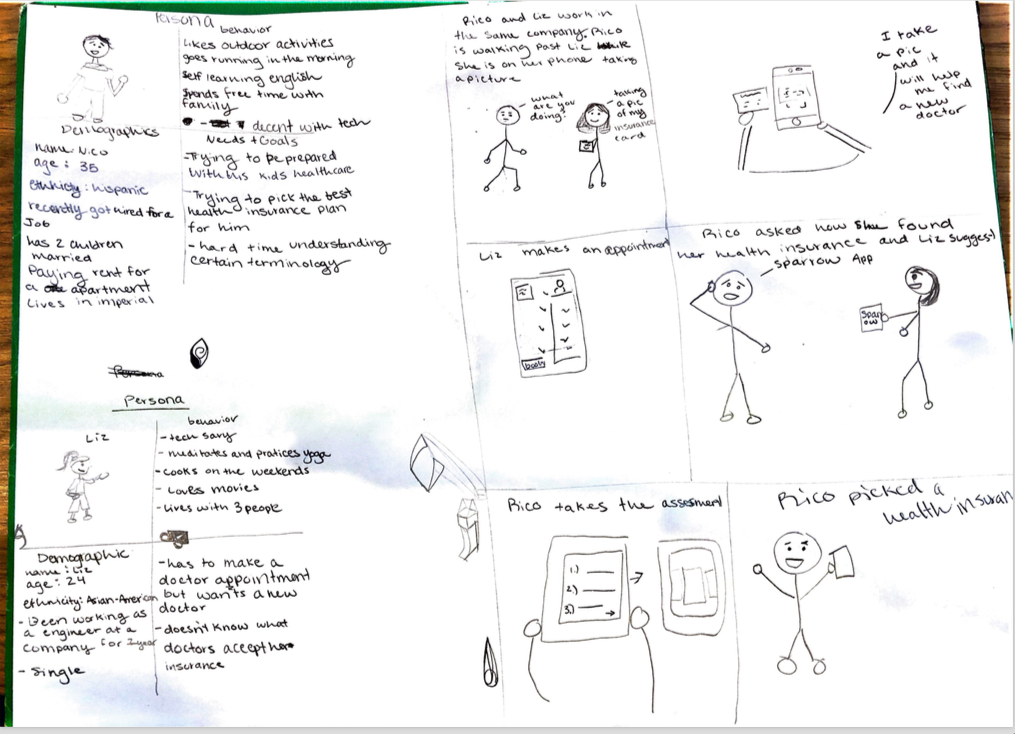 Pasona
behavior
Likes outdoor activities
goes running in the morning
self learning english
spends free time with
family
decent with tech
Demographics
name: Nico
age: 35
ethnicity: hispanic
recently got hired for a
Job
has 2 children
married
Paying rent for
a apartment
Lives in imperial
Needs + Goals
-Trying to be prepared
with his kids healthcare
-Trying to pick the best
health insurance plan
for him
- hard time understanding
certain terminology
Persona
Persona
Liz
behavior
- tech savy
- meditates and pratices yoga
- cooks on the weekends
- Loves movies
- Lives with 3 people
Demographic
name: Liz
age: 24
ethnicity: Asian-American
- Been working as
a engineer at a
company for 1 year
- Single
- has to make a
doctor appointment
but wants a new
doctor
- doesn't know what
doctors accept her
insurance
Rico and Liz work in
the same company. Rico
is walking past Liz while
she is on her phone taking
a picture
what
are you
doing?
talking
a pic
of my
insurance
card
I take
a pic
and it
will help
me find
a new
doctor
Liz makes an appointment
book
Rico asked how she found
her health insurance and Liz suggest
sparrow App
Spar
row
Rico takes the assesment
1.)
2.)
3.)
Rico picked a
health insuran